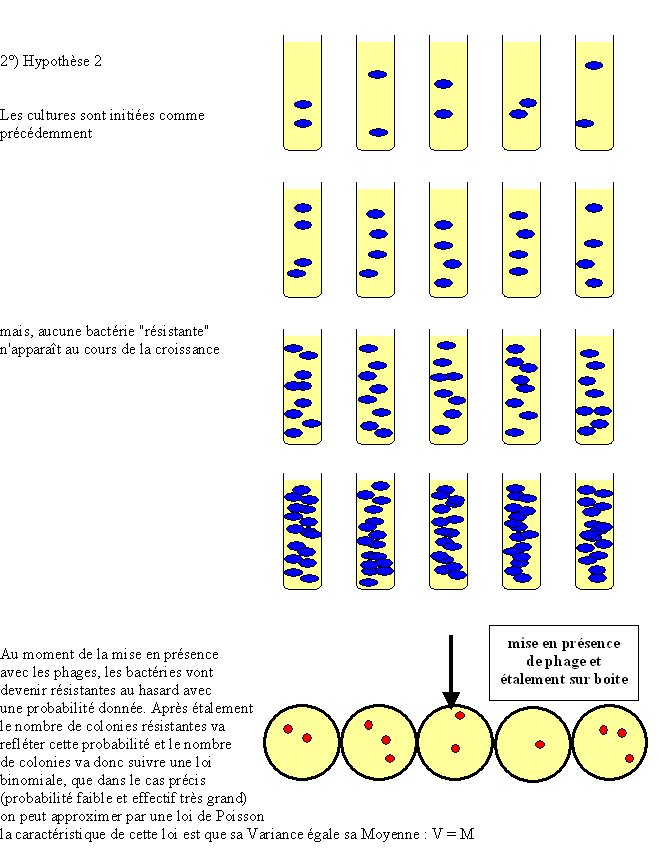 2°) Hypothèse 2
Les cultures sont initiées comme
précédemment
mais, aucune bactérie "résistante"
n'apparaît au cours de la croissance
mise en présence
de phage et
étalement sur boite
Au moment de la mise en présence
avec les phages, les bactéries vont
devenir résistantes au hasard avec
une probabilité donnée. Après étalement
le nombre de colonies résistantes va
refléter cette probabilité et le nombre
de colonies va donc suivre une loi
binomiale, que dans le cas précis
(probabilité faible et effectif très grand)
on peut approximer par une loi de Poisson
la caractéristique de cette loi est que sa Variance égale sa Moyenne : V = M